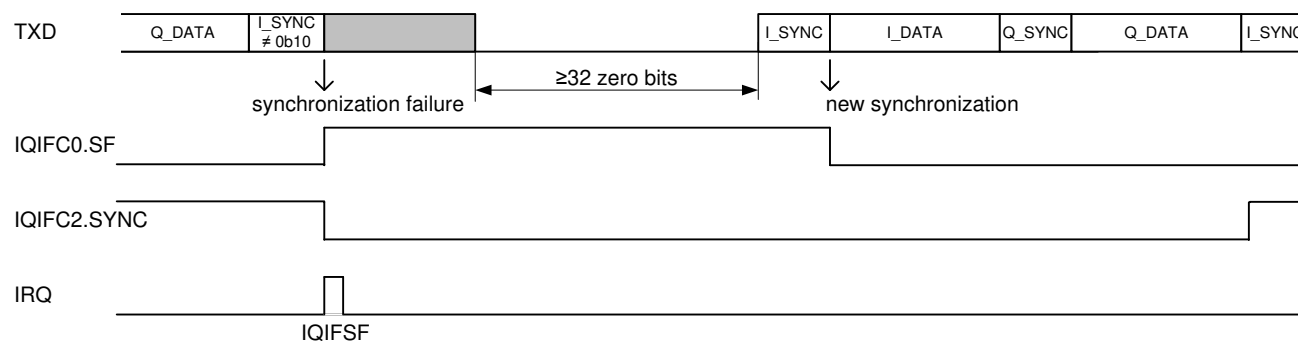 TXD
Q_DATA
I_SYNC
≠ 0b10
I_SYNC
I_DATA
Q_SYNC
Q_DATA
I_SYNC
≥32 zero bits
synchronization failure
new synchronization
IQIFC0.SF
IQIFC2.SYNC
IRQ
IQIFSF